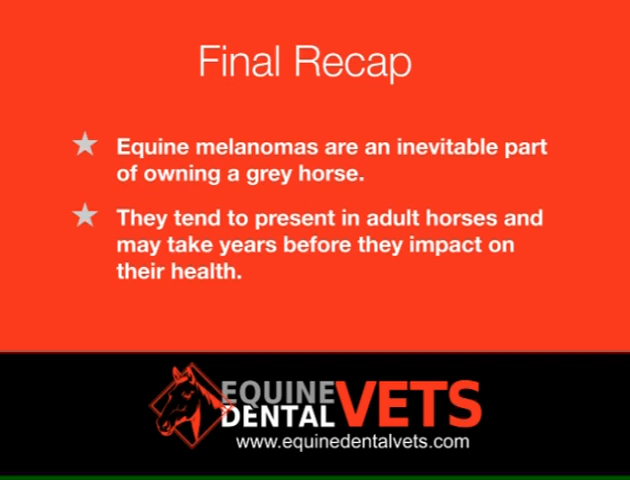 Final Recap
Equine melanomas are an inevitable part
of owning a grey horse.
They tend to present in adult horses and
may take years before they impact on
their health.
EQUINE
DENTAL VETS
www.equinedentalvets.com